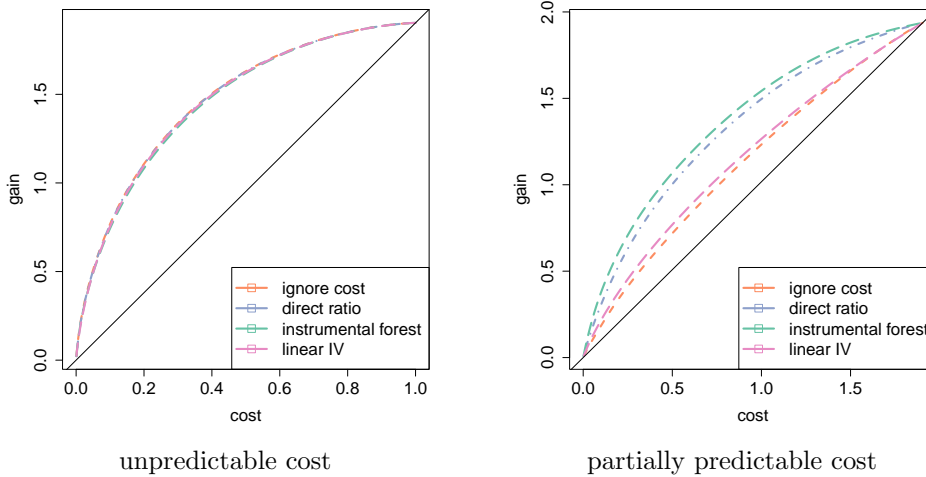 gain
1.5
1.0
0.5
0.0
ignore cost
direct ratio
instrumental forest
linear IV
0.0 0.2 0.4 0.6 0.8 1.0
cost
unpredictable cost
gain
2.0
1.5
1.0
0.5
0.0
ignore cost
direct ratio
instrumental forest
linear IV
0.0 0.5 1.0 1.5
cost
partially predictable cost